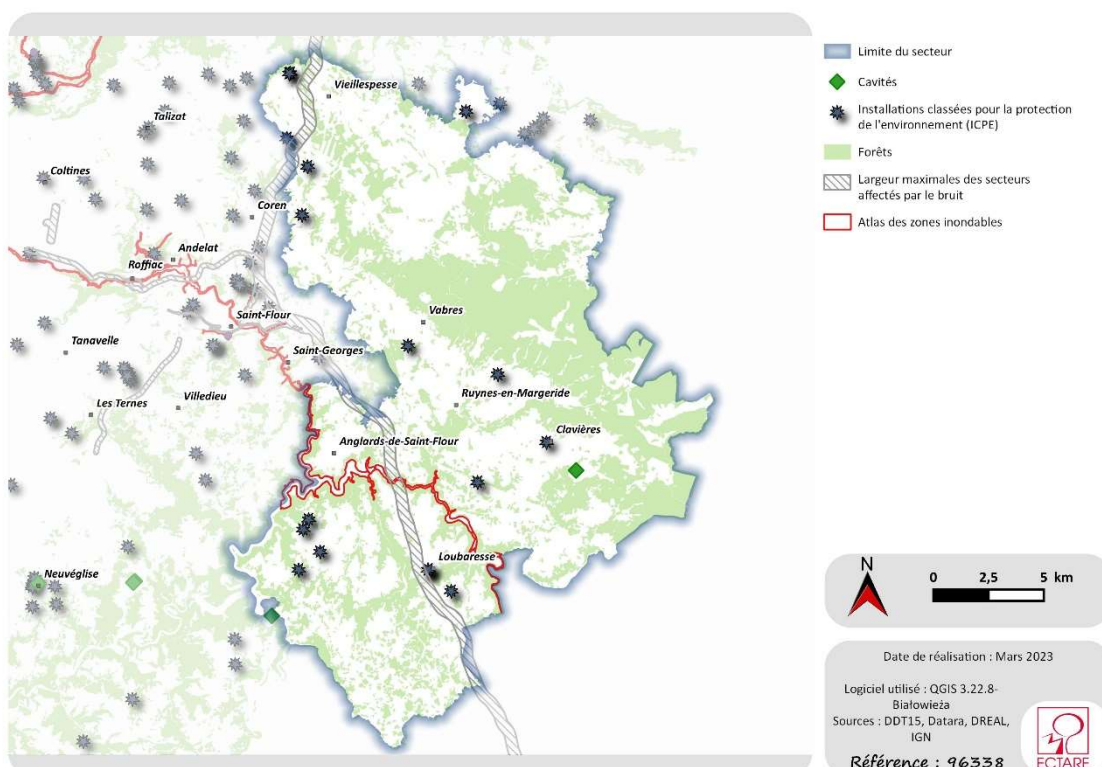 Limite du secteur
Cavités
Installations classées pour la protection
de l'environnement (ICPE)
Forêts
Largeur maximales des secteurs
affectés par le bruit
Atlas des zones inondables
Vieillespesse
Talizat
Coltines
Coren
Andelat
Roffiac
Vabres
Saint-Flour
Tanavelle
Saint-Georges
Ruynes-en-Margeride
Les Ternes
Villedieu
Clavières
Anglards-de-Saint-Flour
Loubaresse
Neuvéglise
N
0 2,5 5 km
Date de réalisation : Mars 2023
Logiciel utilisé : QGIS 3.22.8-
Białowieża
Sources : DDT15, Datara, DREAL,
IGN
Référence : 96338
ECTARE